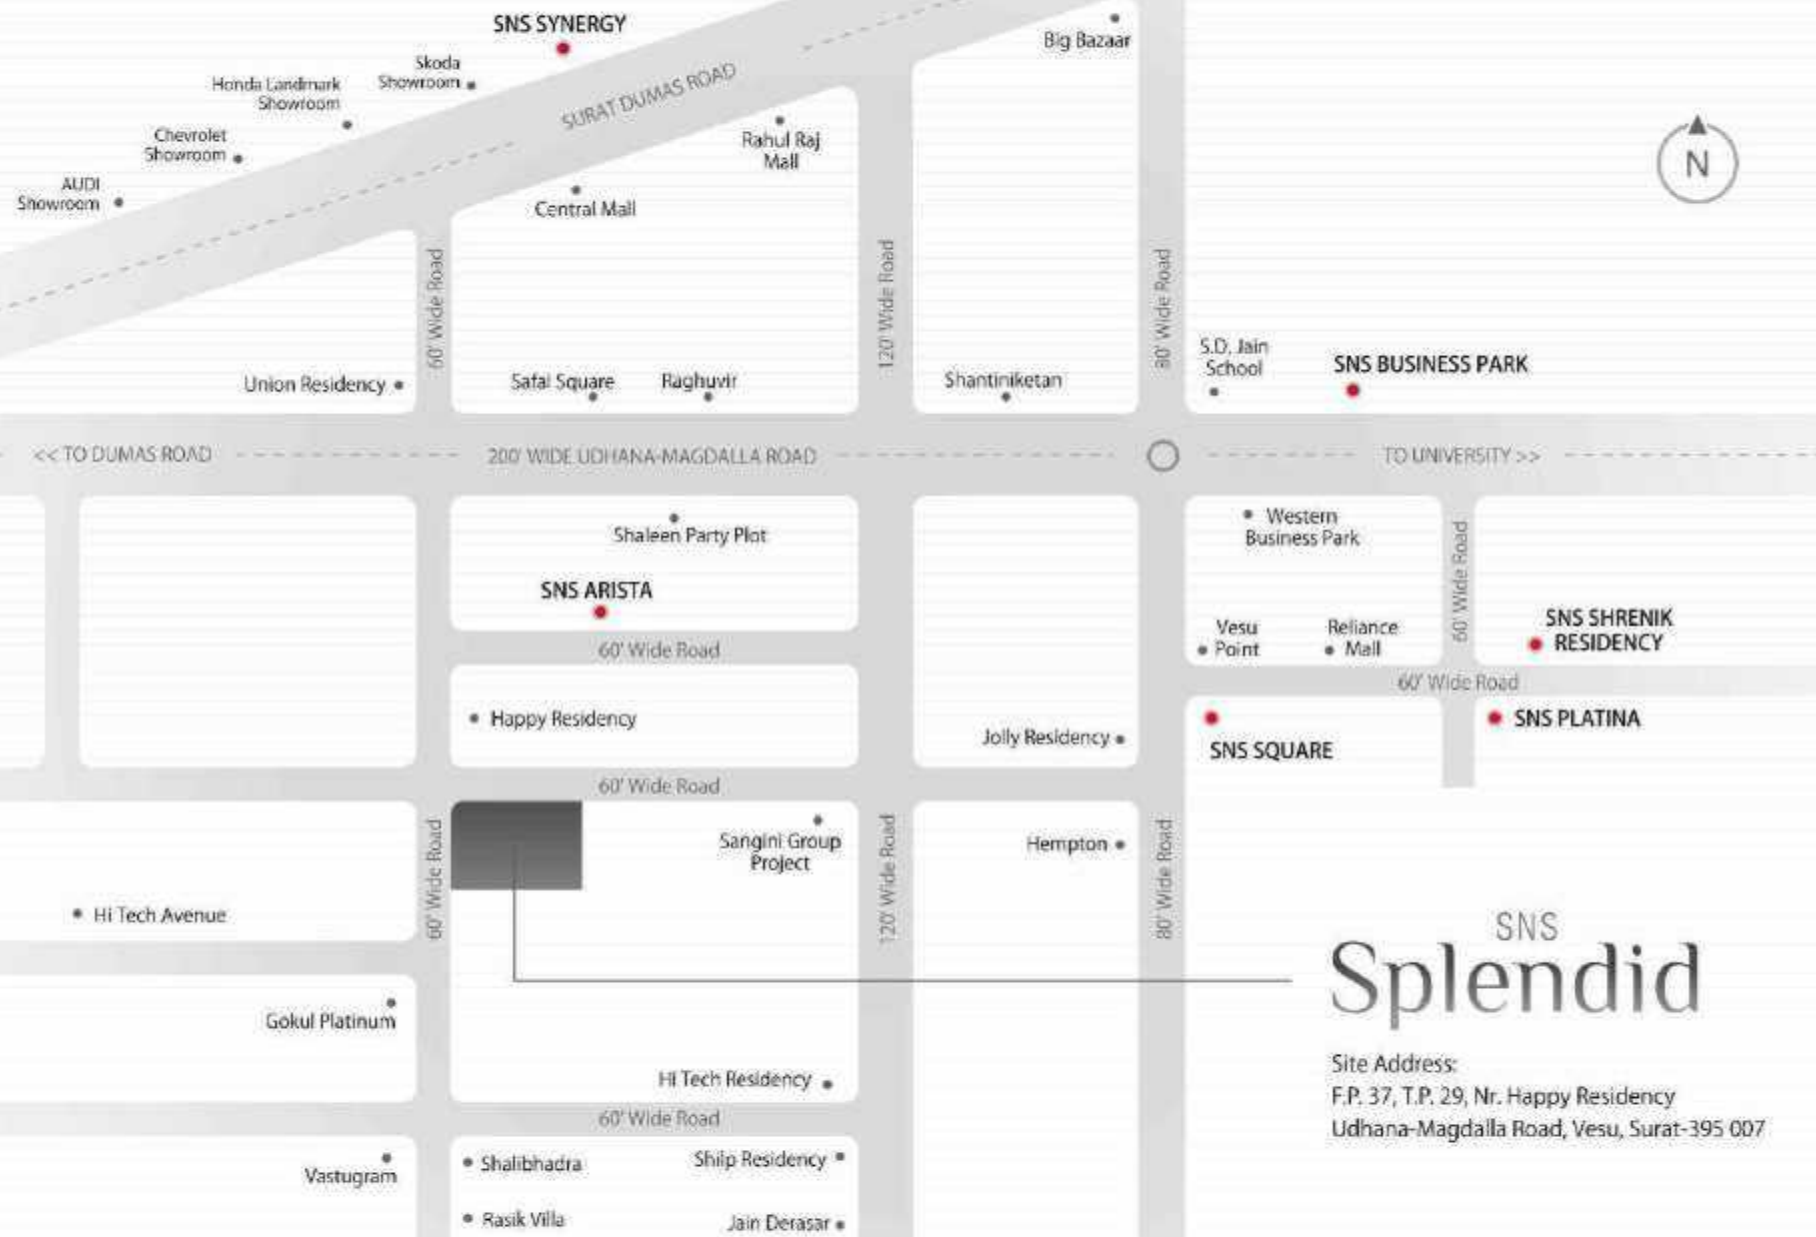 SNS SYNERGY
Big Bazaar
Skoda
Showroom
Honda Landmark
Showroom
SURAT DUMAS ROAD
Chevrolet
Showroom
Rahul Raj
Mall
N
AUDI
Showroom
Central Mall
60' Wide Road
120' Wide Road
80' Wide Road
S.D. Jain
School
SNS BUSINESS PARK
Union Residency
Safal Square
Raghuvir
Shantiniketan
<< TO DUMAS ROAD
200' WIDE UDHANA-MAGDALLA ROAD
TO UNIVERSITY >>
Shaleen Party Plot
Western
Business Park
60' Wide Road
SNS ARISTA
Vesu
Point
Reliance
Mall
SNS SHRENIK
RESIDENCY
60' Wide Road
60' Wide Road
Happy Residency
Jolly Residency
SNS SQUARE
SNS PLATINA
60' Wide Road
60' Wide Road
Sangini Group
Project
120' Wide Road
Hempton
80' Wide Road
Hi Tech Avenue
SNS
Splendid
Gokul Platinum
Site Address:
F.P. 37, T.P. 29, Nr. Happy Residency
Udhana-Magdalla Road, Vesu, Surat-395 007
Hi Tech Residency
60' Wide Road
Vastugram
Shalibhadra
Shilp Residency
Rasik Villa
Jain Derasar